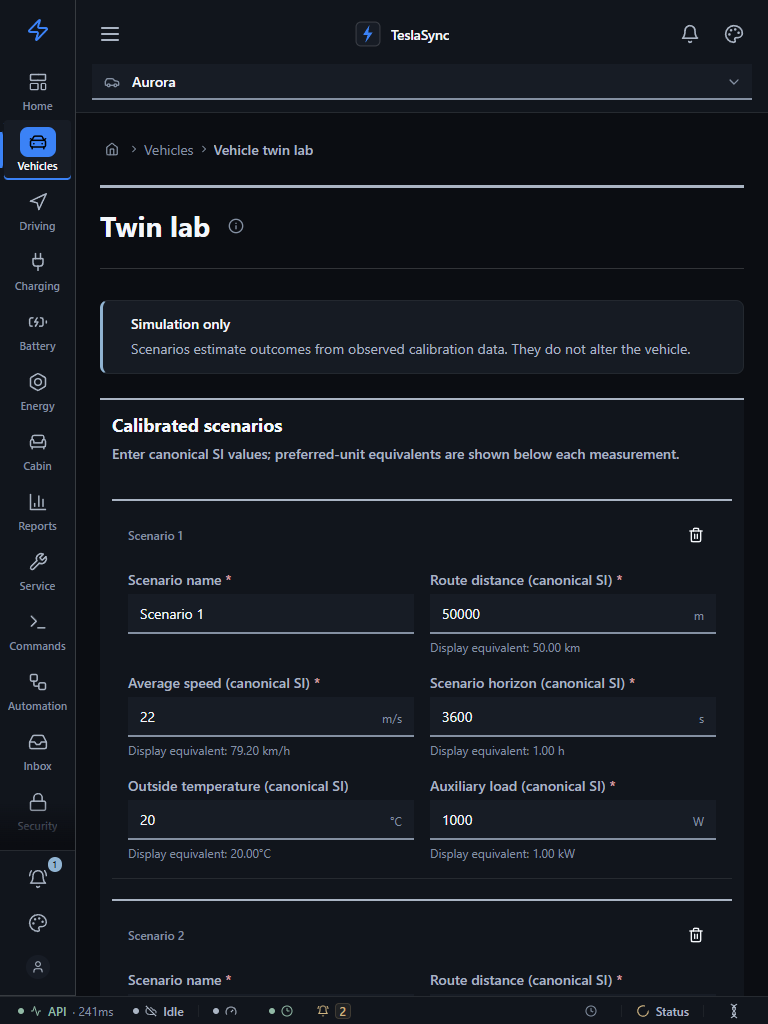 TeslaSync
Aurora
Home
Vehicles
Driving
Charging
Battery
Energy
Cabin
Reports
Service
Commands
Automation
Inbox
Security
1
Vehicles
Vehicle twin lab
Twin lab
Simulation only
Scenarios estimate outcomes from observed calibration data. They do not alter the vehicle.
Calibrated scenarios
Enter canonical SI values; preferred-unit equivalents are shown below each measurement.
Scenario 1
Scenario name *
Scenario 1
Route distance (canonical SI) *
50000 m
Display equivalent: 50.00 km
Average speed (canonical SI) *
22 m/s
Display equivalent: 79.20 km/h
Scenario horizon (canonical SI) *
3600 s
Display equivalent: 1.00 h
Outside temperature (canonical SI)
20 °C
Display equivalent: 20.00°C
Auxiliary load (canonical SI) *
1000 W
Display equivalent: 1.00 kW
Scenario 2
Scenario name *
Route distance (canonical SI) *
API · 241ms
Idle
2
Status